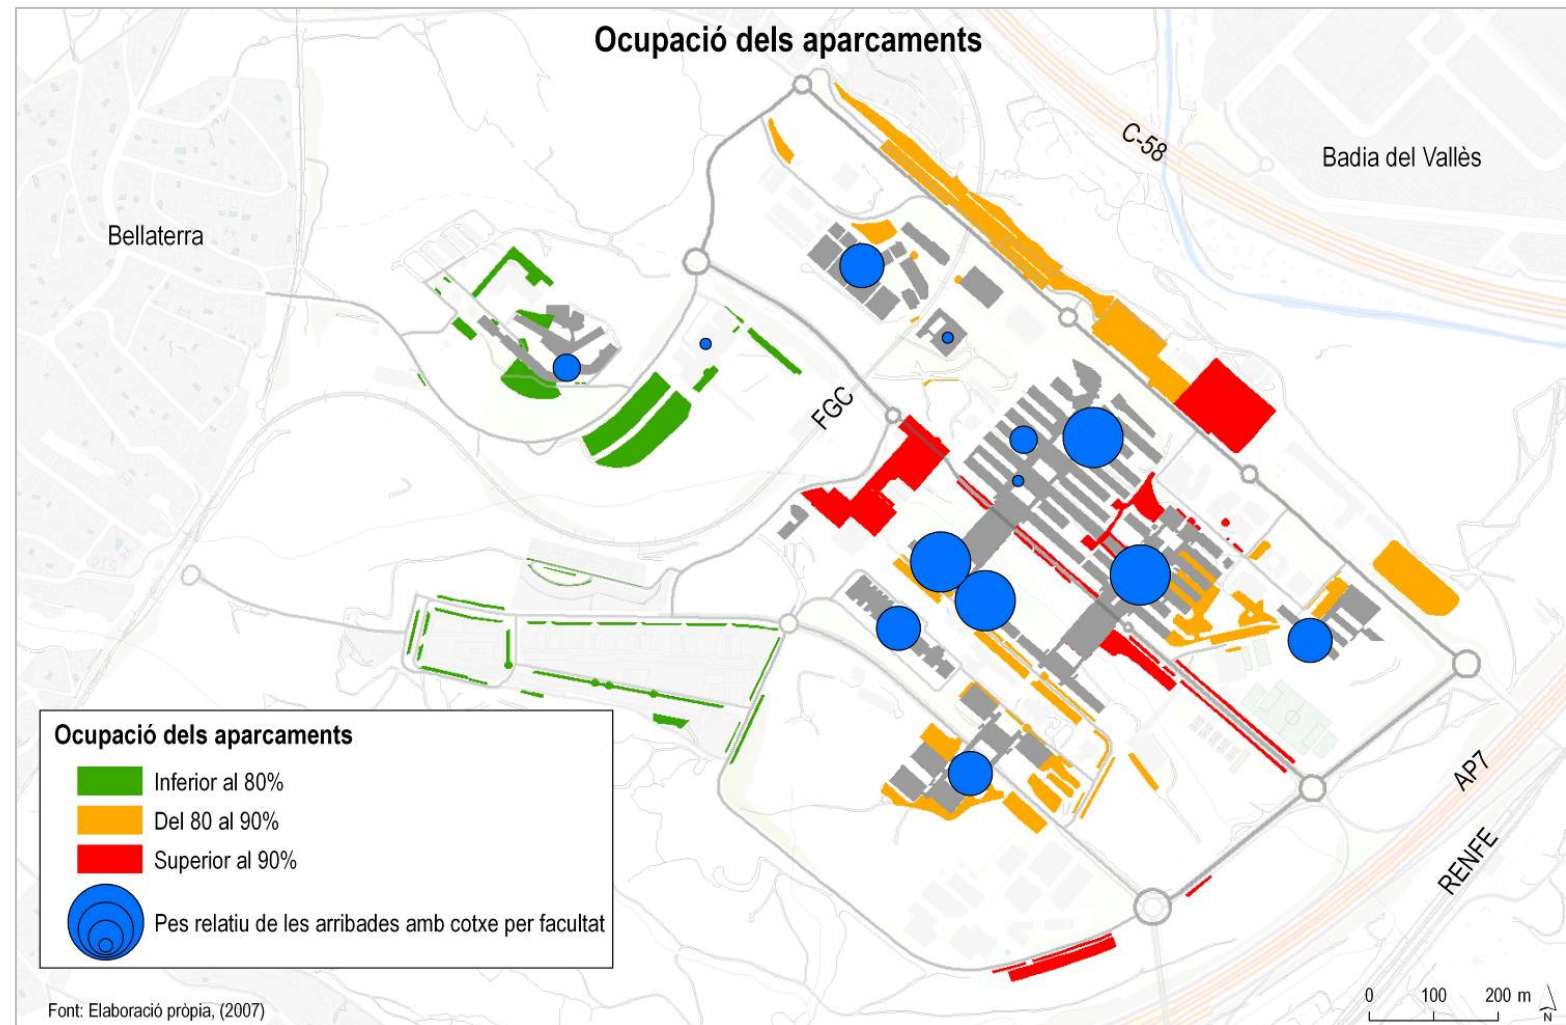 Ocupació dels aparcaments
C-58
Badia del Vallès
Bellaterra
FGC
Ocupació dels aparcaments
Inferior al 80%
Del 80 al 90%
Superior al 90%
Pes relatiu de les arribades amb cotxe per facultat
AP7
RENFE
Font: Elaboració pròpia, (2007)
0 100 200 m
N